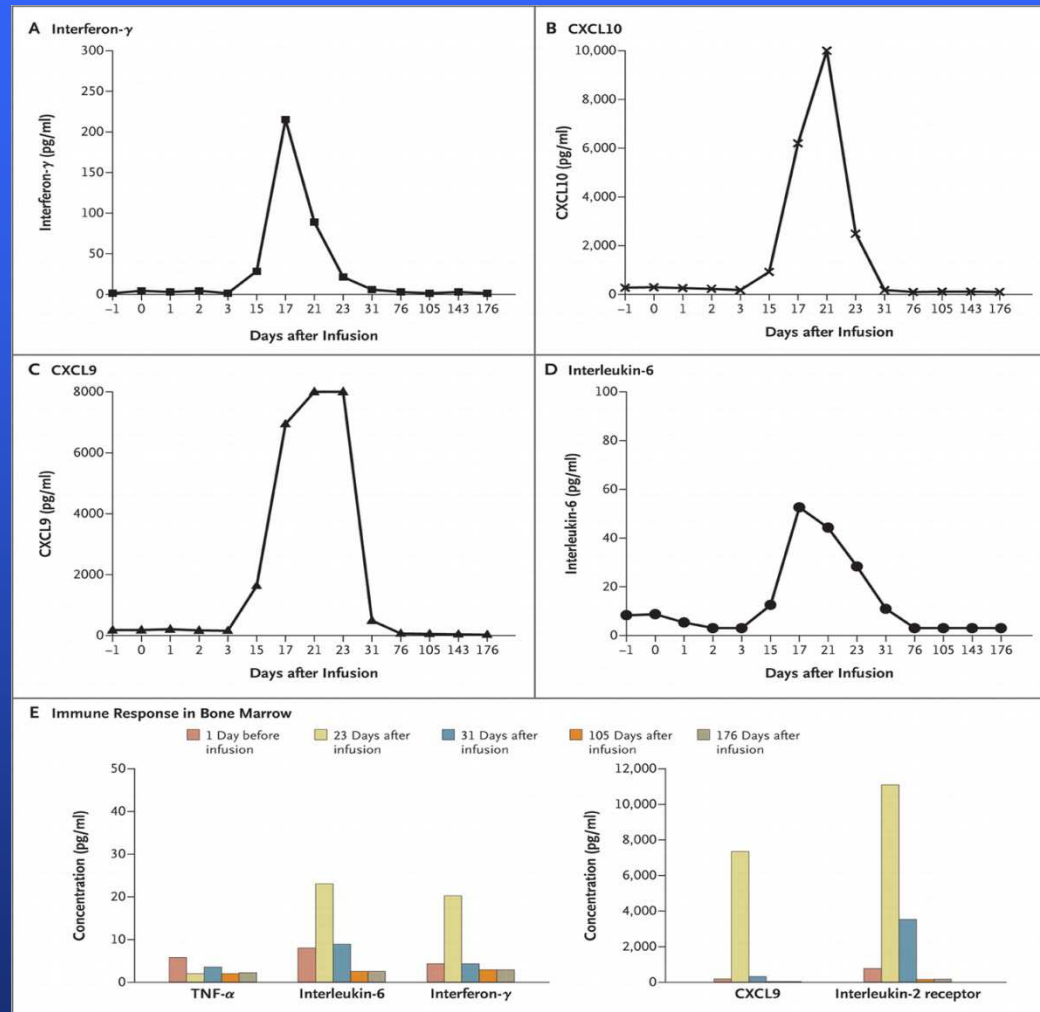 A Interferon-γ
300
250
200
150
100
50
0
Interferon-γ (pg/ml)
−1 0 1 2 3 15 17 21 23 31 76 105 143 176
Days after Infusion
B CXCL10
10,000
8,000
6,000
4,000
2,000
0
CXCL10 (pg/ml)
−1 0 1 2 3 15 17 21 23 31 76 105 143 176
Days after Infusion
C CXCL9
8000
6000
4000
2000
0
CXCL9 (pg/ml)
−1 0 1 2 3 15 17 21 23 31 76 105 143 176
Days after Infusion
D Interleukin-6
100
80
60
40
20
0
Interleukin-6 (pg/ml)
−1 0 1 2 3 15 17 21 23 31 76 105 143 176
Days after Infusion
E Immune Response in Bone Marrow
1 Day before
infusion
23 Days after
infusion
31 Days after
infusion
105 Days after
infusion
176 Days after
infusion
50
40
30
20
10
0
Concentration (pg/ml)
TNF-α Interleukin-6 Interferon-γ
12,000
10,000
8,000
6,000
4,000
2,000
0
Concentration (pg/ml)
CXCL9 Interleukin-2 receptor